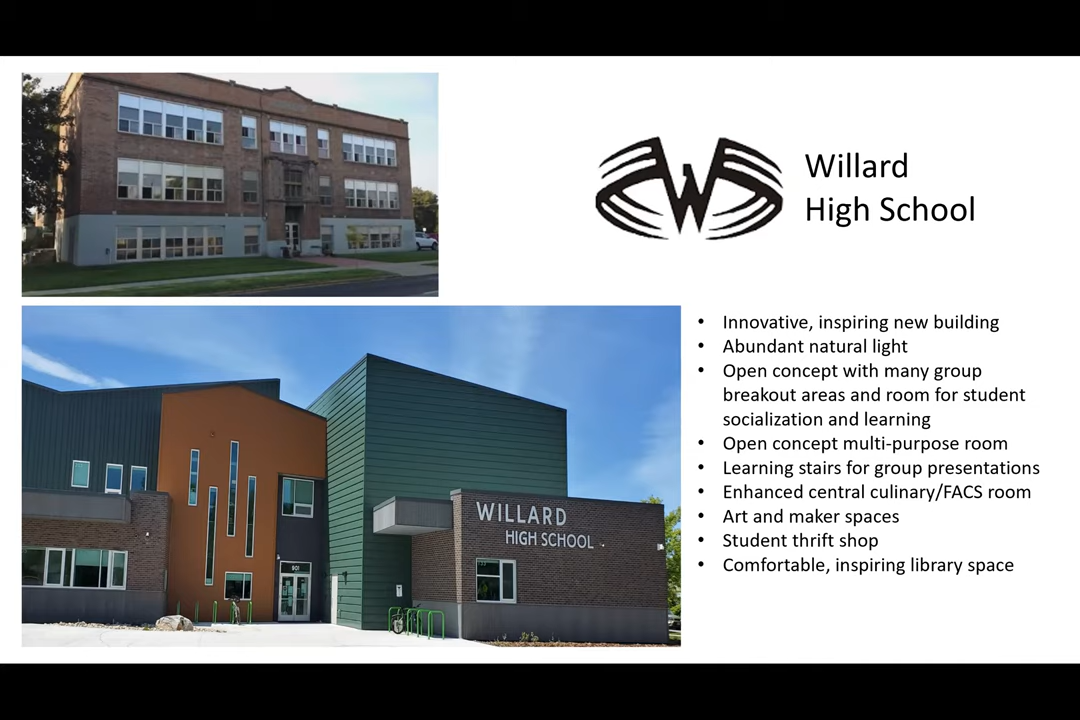 Willard
High School
• Innovative, inspiring new building
• Abundant natural light
• Open concept with many group
breakout areas and room for student
socialization and learning
• Open concept multi-purpose room
• Learning stairs for group presentations
• Enhanced central culinary/FACS room
• Art and maker spaces
• Student thrift shop
• Comfortable, inspiring library space
WILLARD
HIGH SCHOOL
901